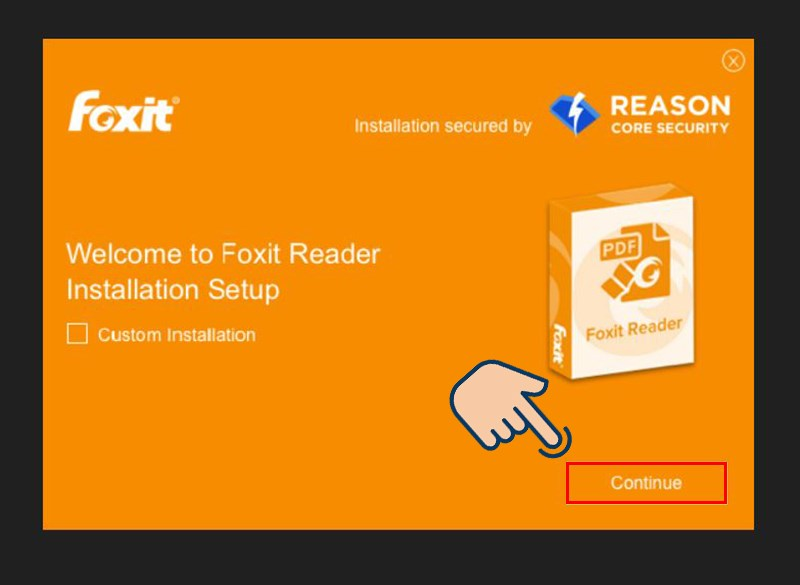 Foxit®
Installation secured by
REASON
CORE SECURITY
Welcome to Foxit Reader
Installation Setup
Custom Installation
PDF
Foxit Reader
Foxit
Continue